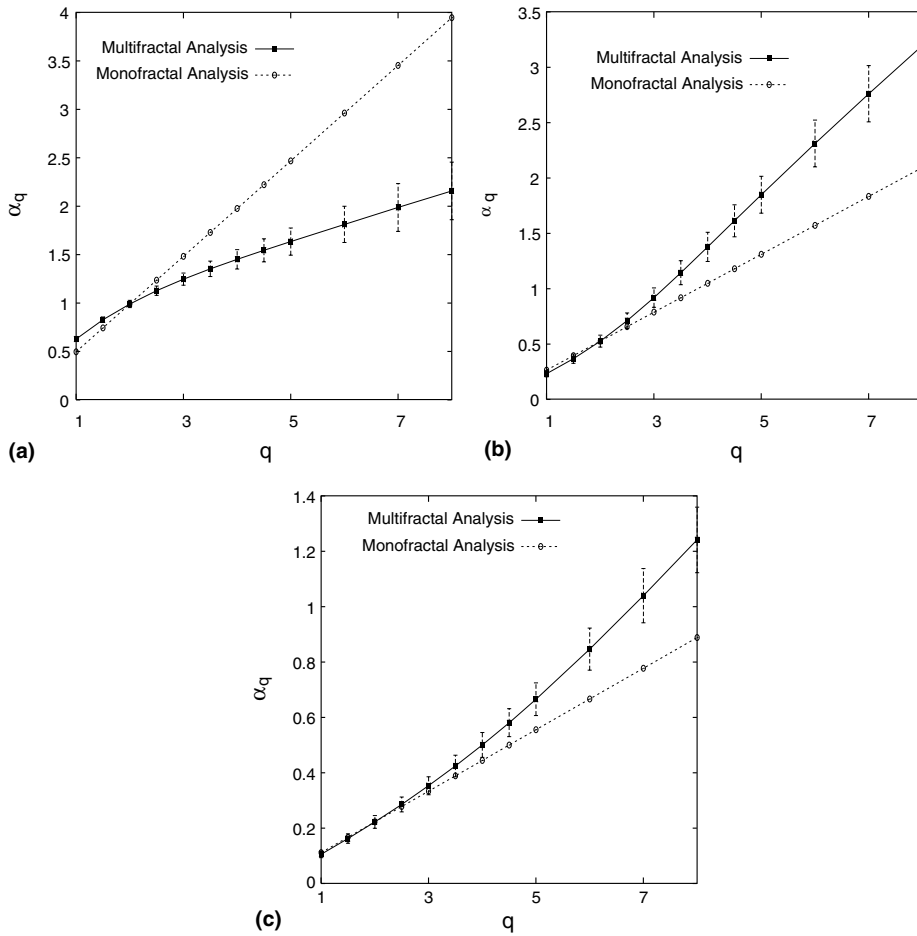 4
3.5
3
2.5
2
1.5
1
0.5
0
Multifractal Analysis
Monofractal Analysis
αq
1 3 5 7
(a)
q
3.5
3
2.5
2
1.5
1
0.5
0
Multifractal Analysis
Monofractal Analysis
αq
1 3 5 7
(b)
q
1.4
1.2
1
0.8
0.6
0.4
0.2
0
Multifractal Analysis
Monofractal Analysis
αq
1 3 5 7
(c)
q